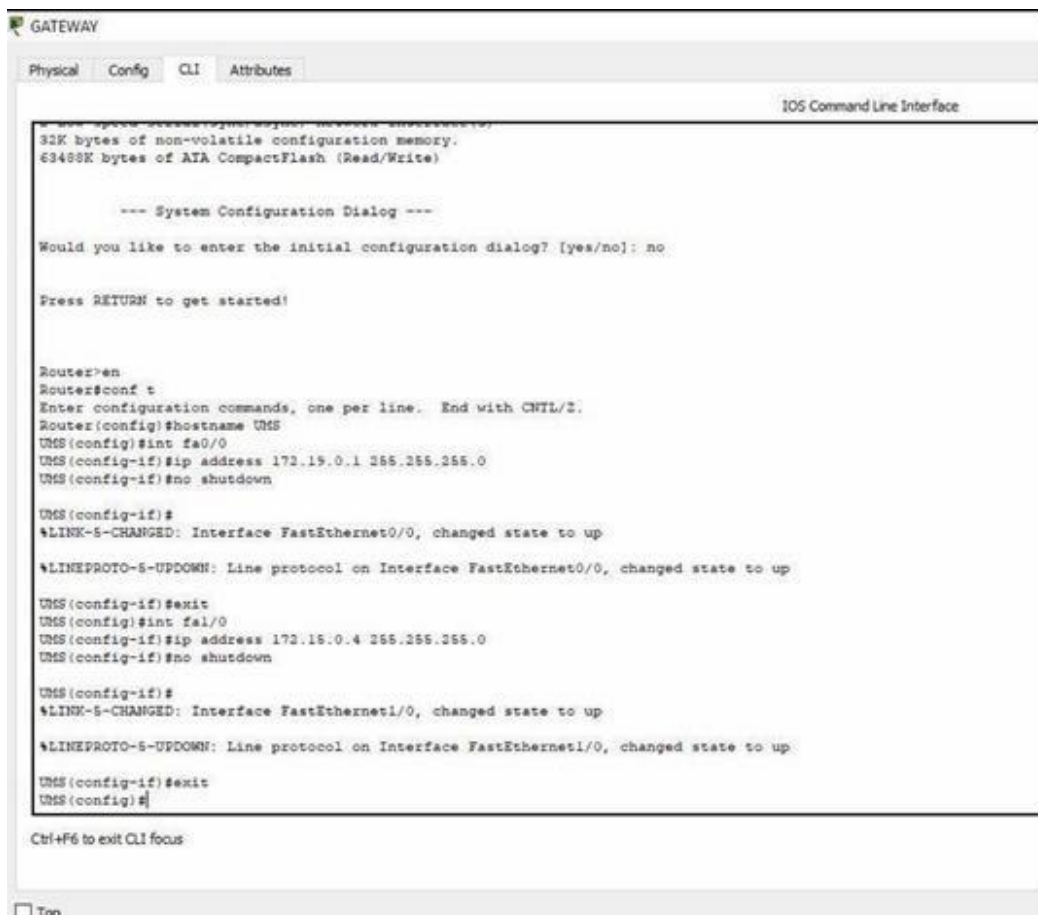 GATEWAY
Physical Config CLI Attributes
IOS Command Line Interface
32K bytes of non-volatile configuration memory.
63488K bytes of ATA CompactFlash (Read/Write)
--- System Configuration Dialog ---
Would you like to enter the initial configuration dialog? [yes/no]: no
Press RETURN to get started!
Router>en
Router#conf t
Enter configuration commands, one per line. End with CNTL/Z.
Router(config)#hostname UMS
UMS(config)#int fa0/0
UMS(config-if)#ip address 172.19.0.1 255.255.255.0
UMS(config-if)#no shutdown
UMS(config-if)#
%LINK-5-CHANGED: Interface FastEthernet0/0, changed state to up
%LINEPROTO-5-UPDOWN: Line protocol on Interface FastEthernet0/0, changed state to up
UMS(config-if)#exit
UMS(config)#int fa1/0
UMS(config-if)#ip address 172.15.0.4 255.255.255.0
UMS(config-if)#no shutdown
UMS(config-if)#
%LINK-5-CHANGED: Interface FastEthernet1/0, changed state to up
%LINEPROTO-5-UPDOWN: Line protocol on Interface FastEthernet1/0, changed state to up
UMS(config-if)#exit
UMS(config)#
Ctrl+F6 to exit CLI focus
Top